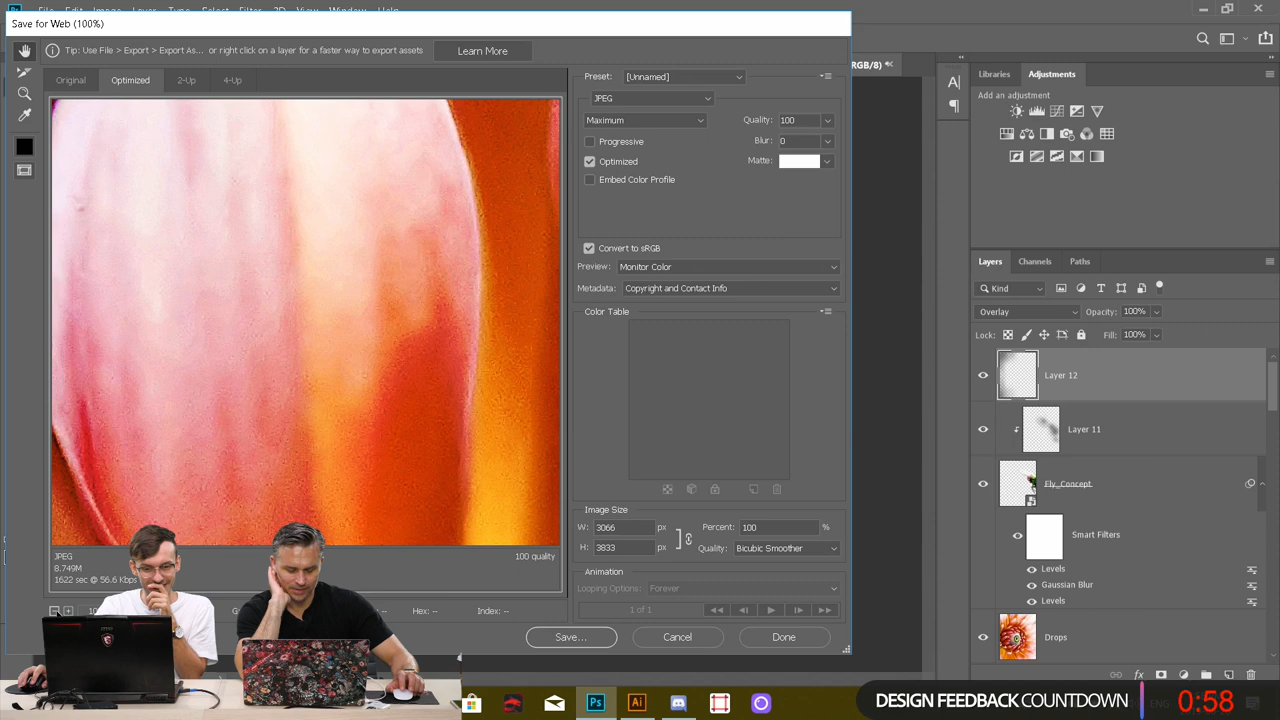 Ps File Edit Image Layer Type Select Filter 3D View Window Help
Save for Web (100%)
Tip: Use File > Export > Export As... or right click on a layer for a faster way to export assets
Learn More
Original Optimized 2-Up 4-Up
Preset: [Unnamed]
JPEG
Maximum
Quality: 100
Progressive
Blur: 0
Optimized
Matte:
Embed Color Profile
Convert to sRGB
Preview: Monitor Color
Metadata: Copyright and Contact Info
Color Table
Image Size
W: 3066 px
Percent: 100 %
H: 3833 px
Quality: Bicubic Smoother
Animation
Looping Options: Forever
1 of 1
JPEG
8.749M
1622 sec @ 56.6 Kbps
100 quality
Hex: --
Index: --
Save...
Cancel
Done
RGB/8)
Libraries Adjustments
Add an adjustment
Layers Channels Paths
Kind
Overlay
Opacity: 100%
Lock:
Fill: 100%
Layer 12
Layer 11
Fly_Concept
Smart Filters
Levels
Gaussian Blur
Levels
Drops
fx
Ps Ai
ENG
DESIGN FEEDBACK COUNTDOWN 0:58